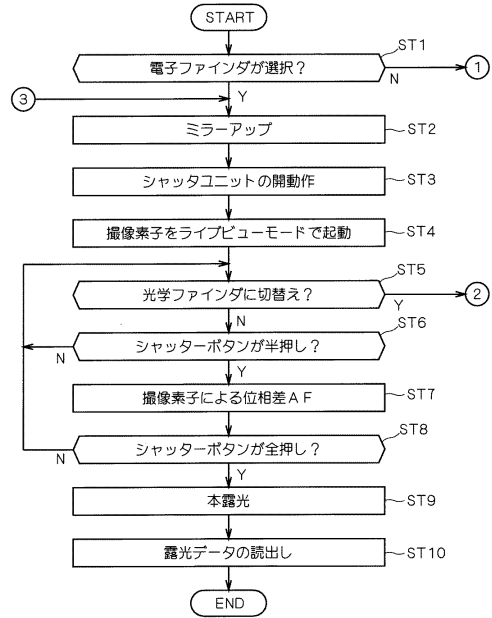 START
電子ファインダが選択？
ST1
1
N
3
Y
ミラーアップ
ST2
シャッタユニットの開動作
ST3
撮像素子をライブビューモードで起動
ST4
光学ファインダに切替え？
ST5
2
Y
N
シャッターボタンが半押し？
ST6
N
Y
撮像素子による位相差ＡＦ
ST7
シャッターボタンが全押し？
ST8
N
Y
本露光
ST9
露光データの読出し
ST10
END